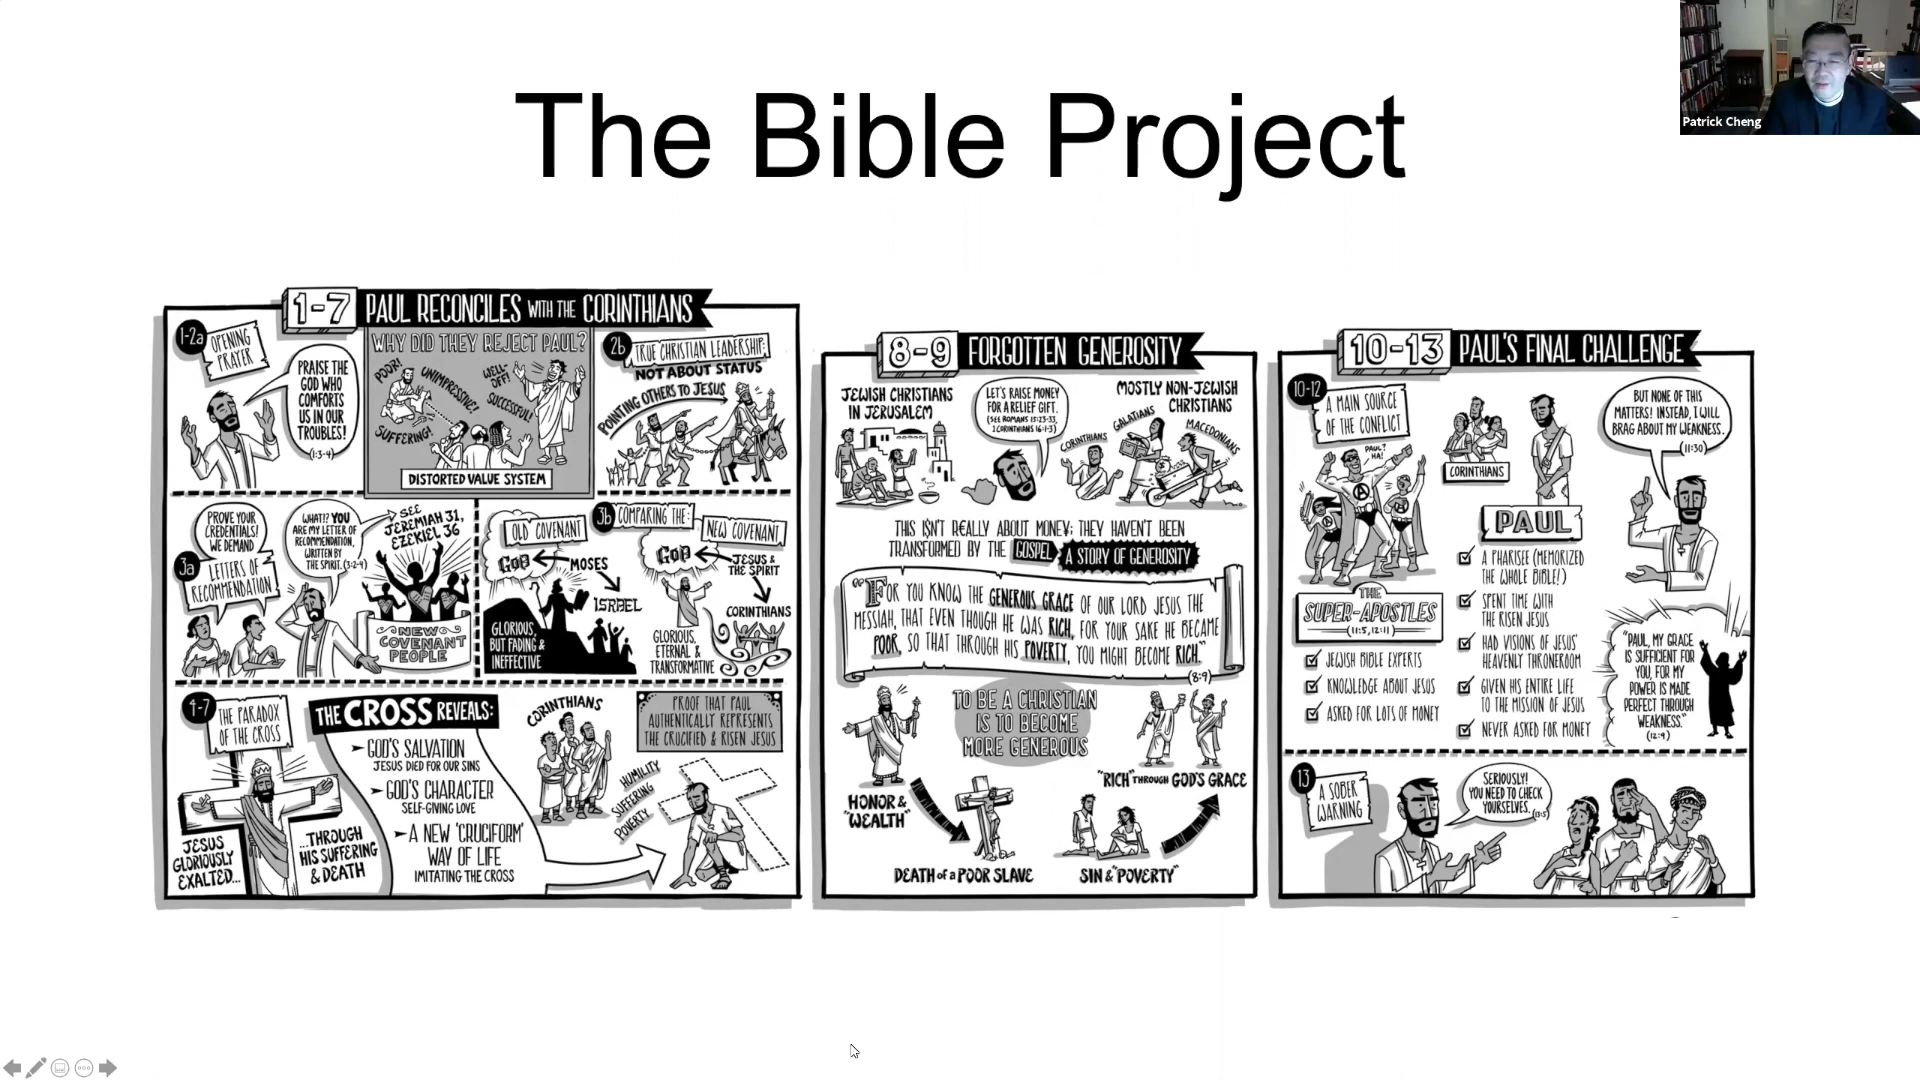 The Bible Project
Patrick Cheng
1-7 PAUL RECONCILES WITH THE CORINTHIANS
1-2a
OPENING
PRAYER
PRAISE THE
GOD WHO
COMFORTS
US IN OUR
TROUBLES!
(1:3-4)
WHY DID THEY REJECT PAUL?
POOR!
UNIMPRESSIVE!
SUFFERING!
WELL-
OFF!
SUCCESSFUL!
DISTORTED VALUE SYSTEM
2b
TRUE CHRISTIAN LEADERSHIP:
NOT ABOUT STATUS
POINTING OTHERS TO JESUS
3a
PROVE YOUR
CREDENTIALS!
WE DEMAND
LETTERS OF
RECOMMENDATION
WHAT!? YOU
ARE MY LETTER OF
RECOMMENDATION,
WRITTEN BY
THE SPIRIT. (3:2-4)
SEE
JEREMIAH 31,
EZEKIEL 36
NEW
COVENANT
PEOPLE
3b
COMPARING THE:
OLD COVENANT
GOD
MOSES
ISRAEL
GLORIOUS,
BUT FADING &
INEFFECTIVE
NEW COVENANT
GOD
JESUS &
THE SPIRIT
CORINTHIANS
GLORIOUS,
ETERNAL &
TRANSFORMATIVE
4-7
THE PARADOX
OF THE CROSS
JESUS
GLORIOUSLY
EXALTED...
...THROUGH
HIS SUFFERING
& DEATH
THE CROSS REVEALS:
GOD'S SALVATION
JESUS DIED FOR OUR SINS
GOD'S CHARACTER
SELF-GIVING LOVE
A NEW 'CRUCIFORM'
WAY OF LIFE
IMITATING THE CROSS
CORINTHIANS
PROOF THAT PAUL
AUTHENTICALLY REPRESENTS
THE CRUCIFIED & RISEN JESUS
HUMILITY
SUFFERING
POVERTY
8-9 FORGOTTEN GENEROSITY
JEWISH CHRISTIANS
IN JERUSALEM
LET'S RAISE MONEY
FOR A RELIEF GIFT.
(SEE ROMANS 15:23-33,
1 CORINTHIANS 16:1-3)
MOSTLY NON-JEWISH
CHRISTIANS
CORINTHIANS
GALATIANS
MACEDONIANS
THIS I$N'T REALLY ABOUT MONEY; THEY HAVEN'T BEEN
TRANSFORMED BY THE GOSPEL A STORY OF GENEROSITY
"FOR YOU KNOW THE GENEROUS GRACE OF OUR LORD JESUS THE
MESSIAH, THAT EVEN THOUGH HE WAS RICH, FOR YOUR SAKE HE BECAME
POOR, SO THAT THROUGH HIS POVERTY, YOU MIGHT BECOME RICH."
(8:9)
TO BE A CHRISTIAN
IS TO BECOME
MORE GENEROUS
HONOR &
"WEALTH"
DEATH of a POOR SLAVE
SIN & "POVERTY"
"RICH" THROUGH GOD'S GRACE
10-13 PAUL'S FINAL CHALLENGE
10-12
A MAIN SOURCE
OF THE CONFLICT
PAUL?
HA!
A
THE
SUPER-APOSTLES
(11:5, 12:11)
JEWISH BIBLE EXPERTS
KNOWLEDGE ABOUT JESUS
ASKED FOR LOTS OF MONEY
CORINTHIANS
PAUL
A PHARISEE (MEMORIZED
THE WHOLE BIBLE!)
SPENT TIME WITH
THE RISEN JESUS
HAD VISIONS OF JESUS'
HEAVENLY THRONEROOM
GIVEN HIS ENTIRE LIFE
TO THE MISSION OF JESUS
NEVER ASKED FOR MONEY
BUT NONE OF THIS
MATTERS! INSTEAD, I WILL
BRAG ABOUT MY WEAKNESS.
(11:30)
"PAUL, MY GRACE
IS SUFFICIENT FOR
YOU, FOR MY
POWER IS MADE
PERFECT THROUGH
WEAKNESS."
(12:9)
13
A SOBER
WARNING
SERIOUSLY!
YOU NEED TO CHECK
YOURSELVES.
(13:5)